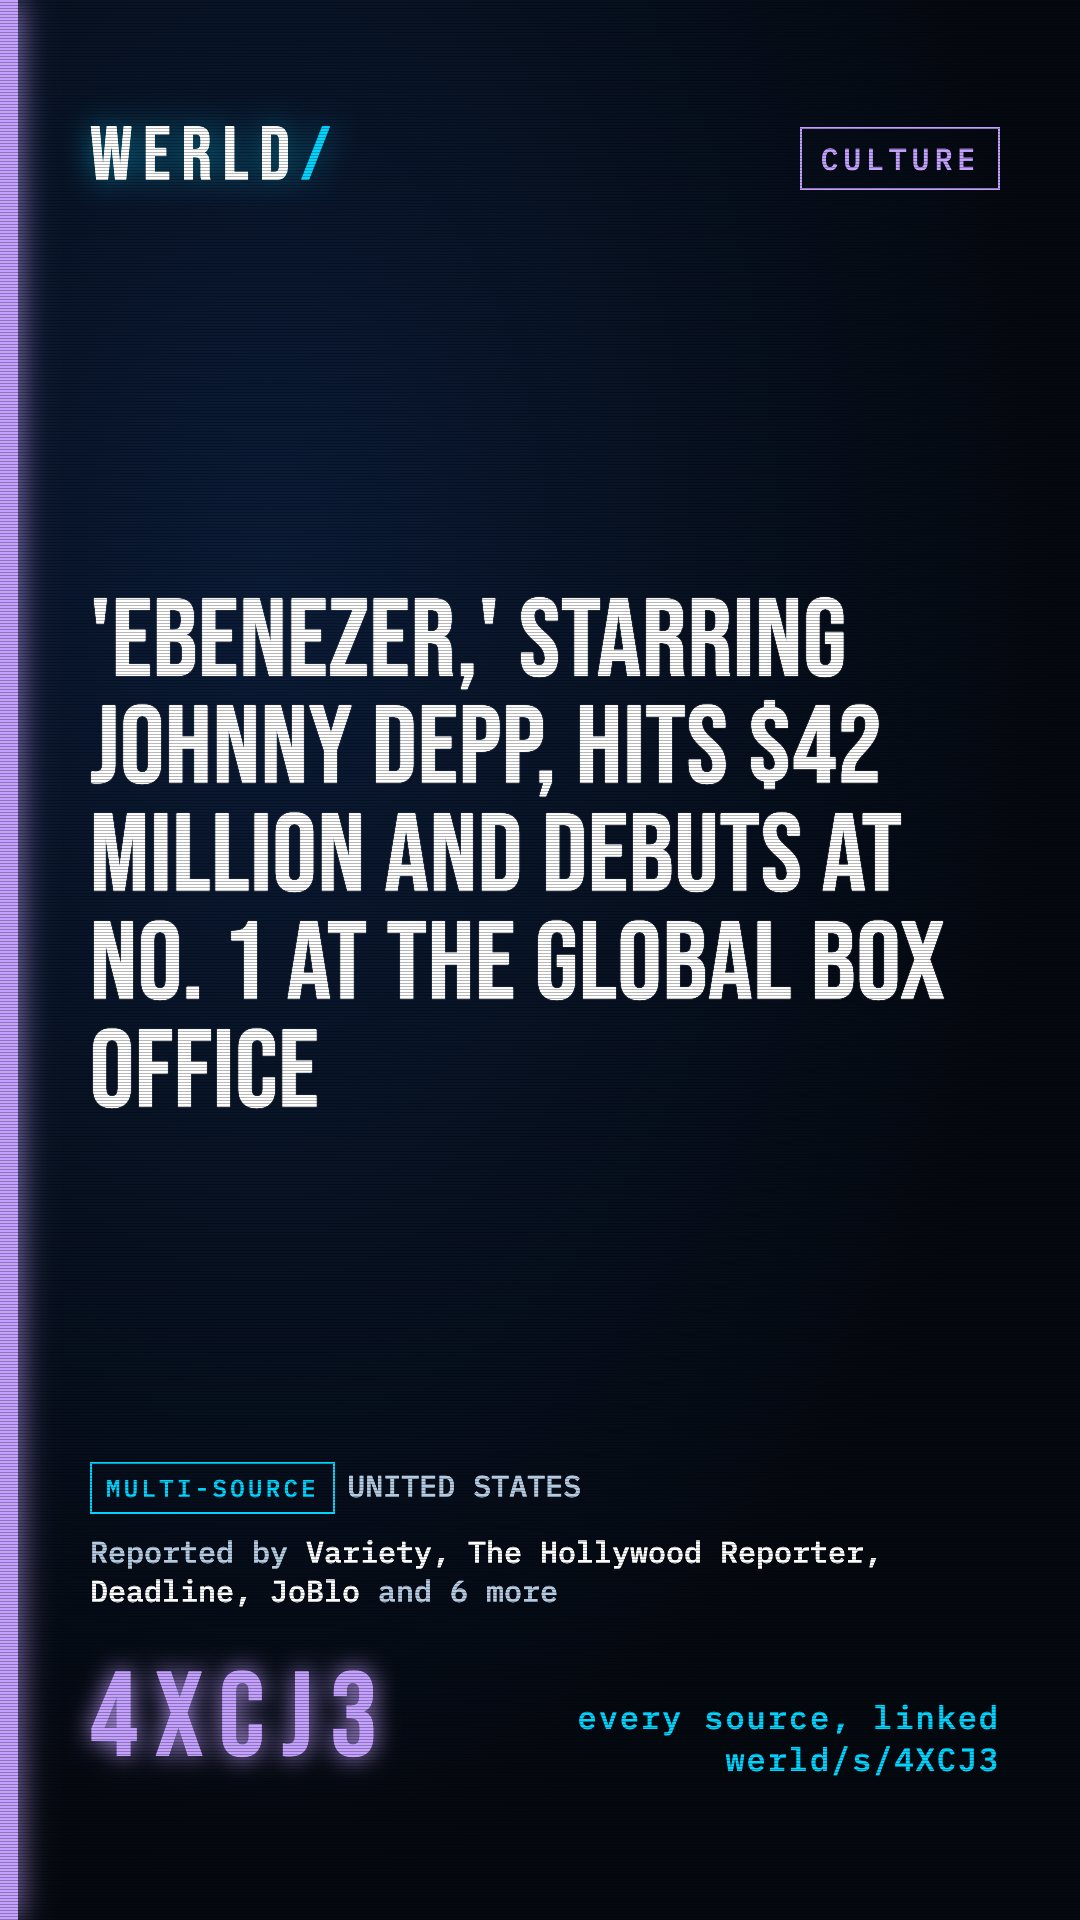 WERLD/
CULTURE
'EBENEZER,' STARRING
JOHNNY DEPP, HITS $42
MILLION AND DEBUTS AT
NO. 1 AT THE GLOBAL BOX
OFFICE
MULTI-SOURCE UNITED STATES
Reported by Variety, The Hollywood Reporter,
Deadline, JoBlo and 6 more
4XCJ3
every source, linked
werld/s/4XCJ3